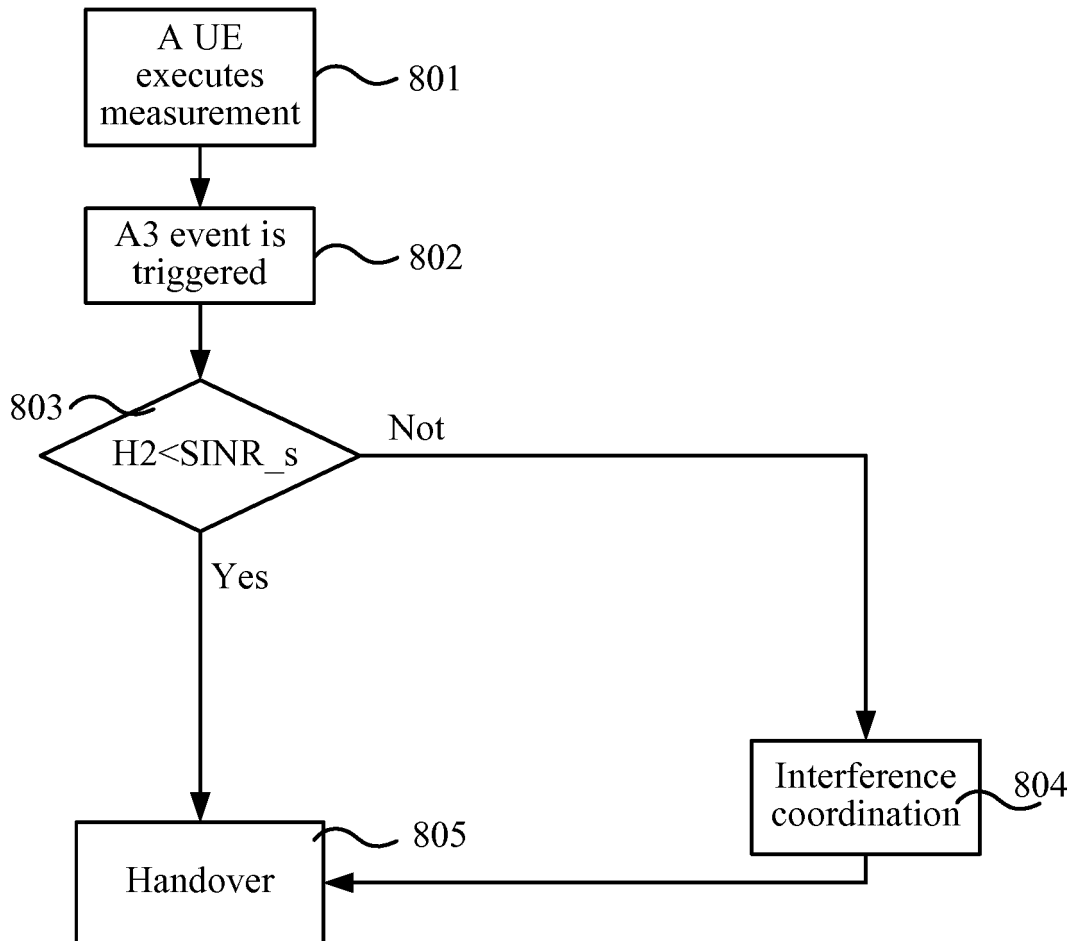 A UE
executes
measurement
801
A3 event is
triggered
802
803
H2<SINR_s
Not
Yes
Interference
coordination
804
805
Handover